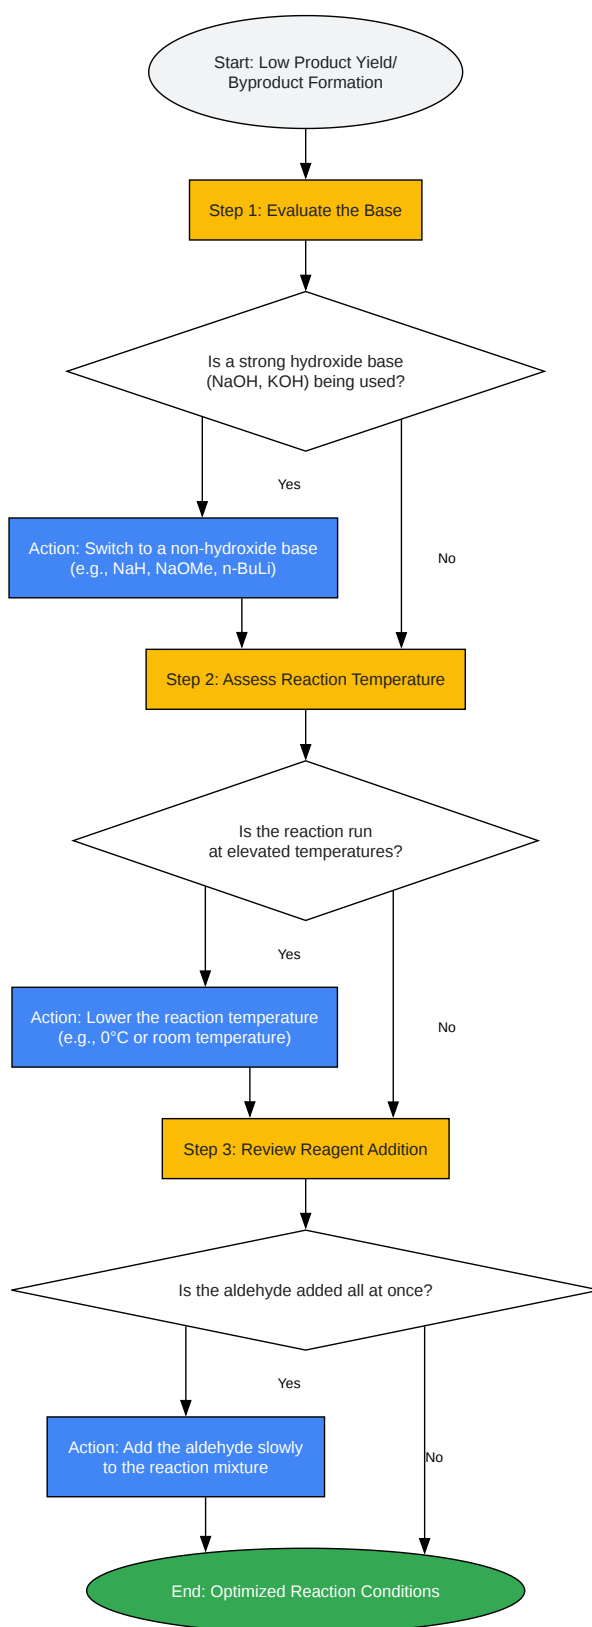 Start: Low Product Yield/
Byproduct Formation
Step 1: Evaluate the Base
Is a strong hydroxide base
(NaOH, KOH) being used?
Yes
Action: Switch to a non-hydroxide base
(e.g., NaH, NaOMe, n-BuLi)
No
Step 2: Assess Reaction Temperature
Is the reaction run
at elevated temperatures?
Yes
Action: Lower the reaction temperature
(e.g., 0°C or room temperature)
No
Step 3: Review Reagent Addition
Is the aldehyde added all at once?
Yes
Action: Add the aldehyde slowly
to the reaction mixture
No
End: Optimized Reaction Conditions